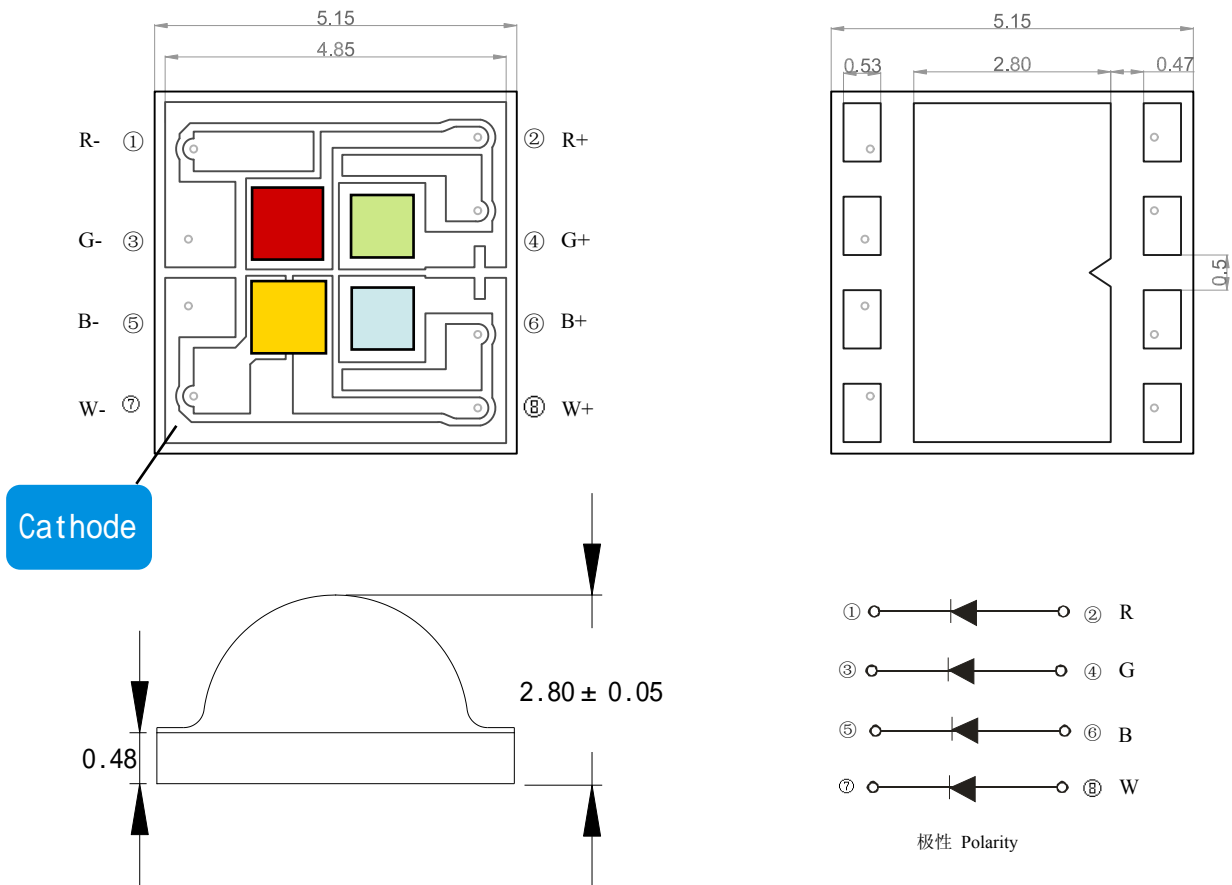 5.15
4.85
R- ① ② R+
G- ③ ④ G+
B- ⑤ ⑥ B+
W- ⑦ ⑧ W+
Cathode
5.15
0.53 2.80 0.47
0.5
2.80 ± 0.05
0.48
① ② R
③ ④ G
⑤ ⑥ B
⑦ ⑧ W
极性 Polarity